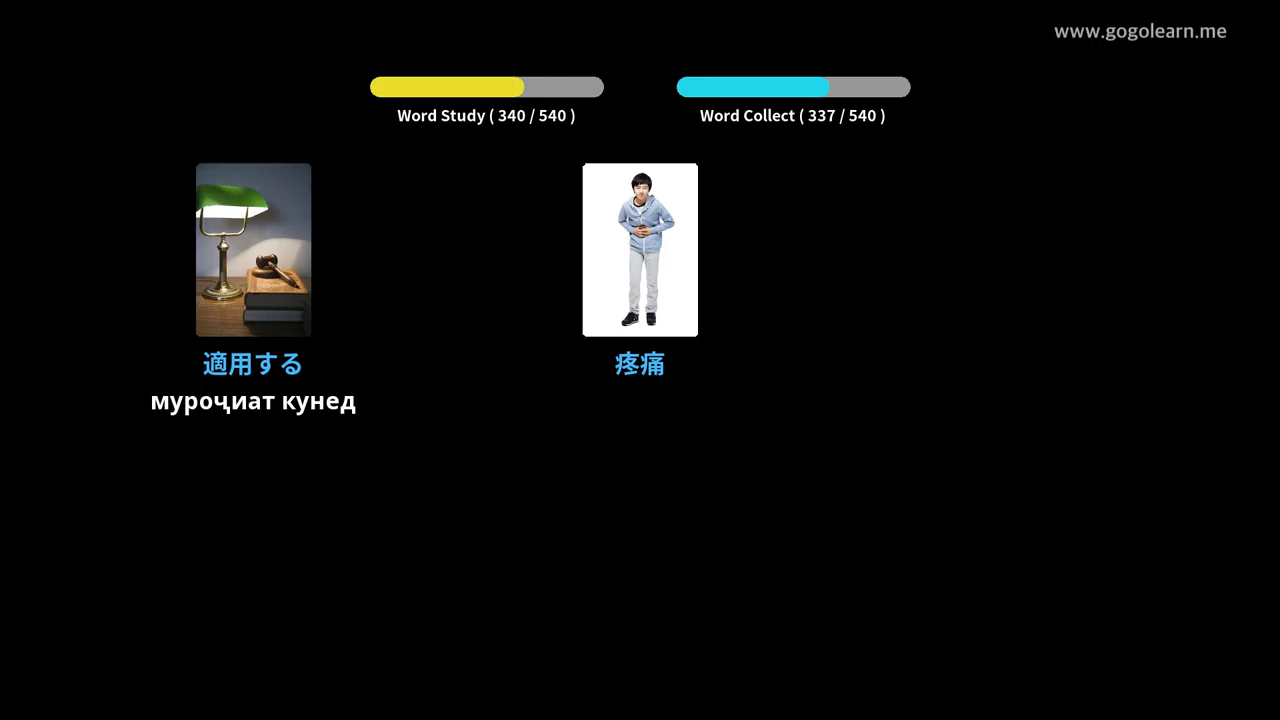 www.gogolearn.me
Word Study ( 340 / 540 )
Word Collect ( 337 / 540 )
適用する
疼痛
муроҷиат кунед